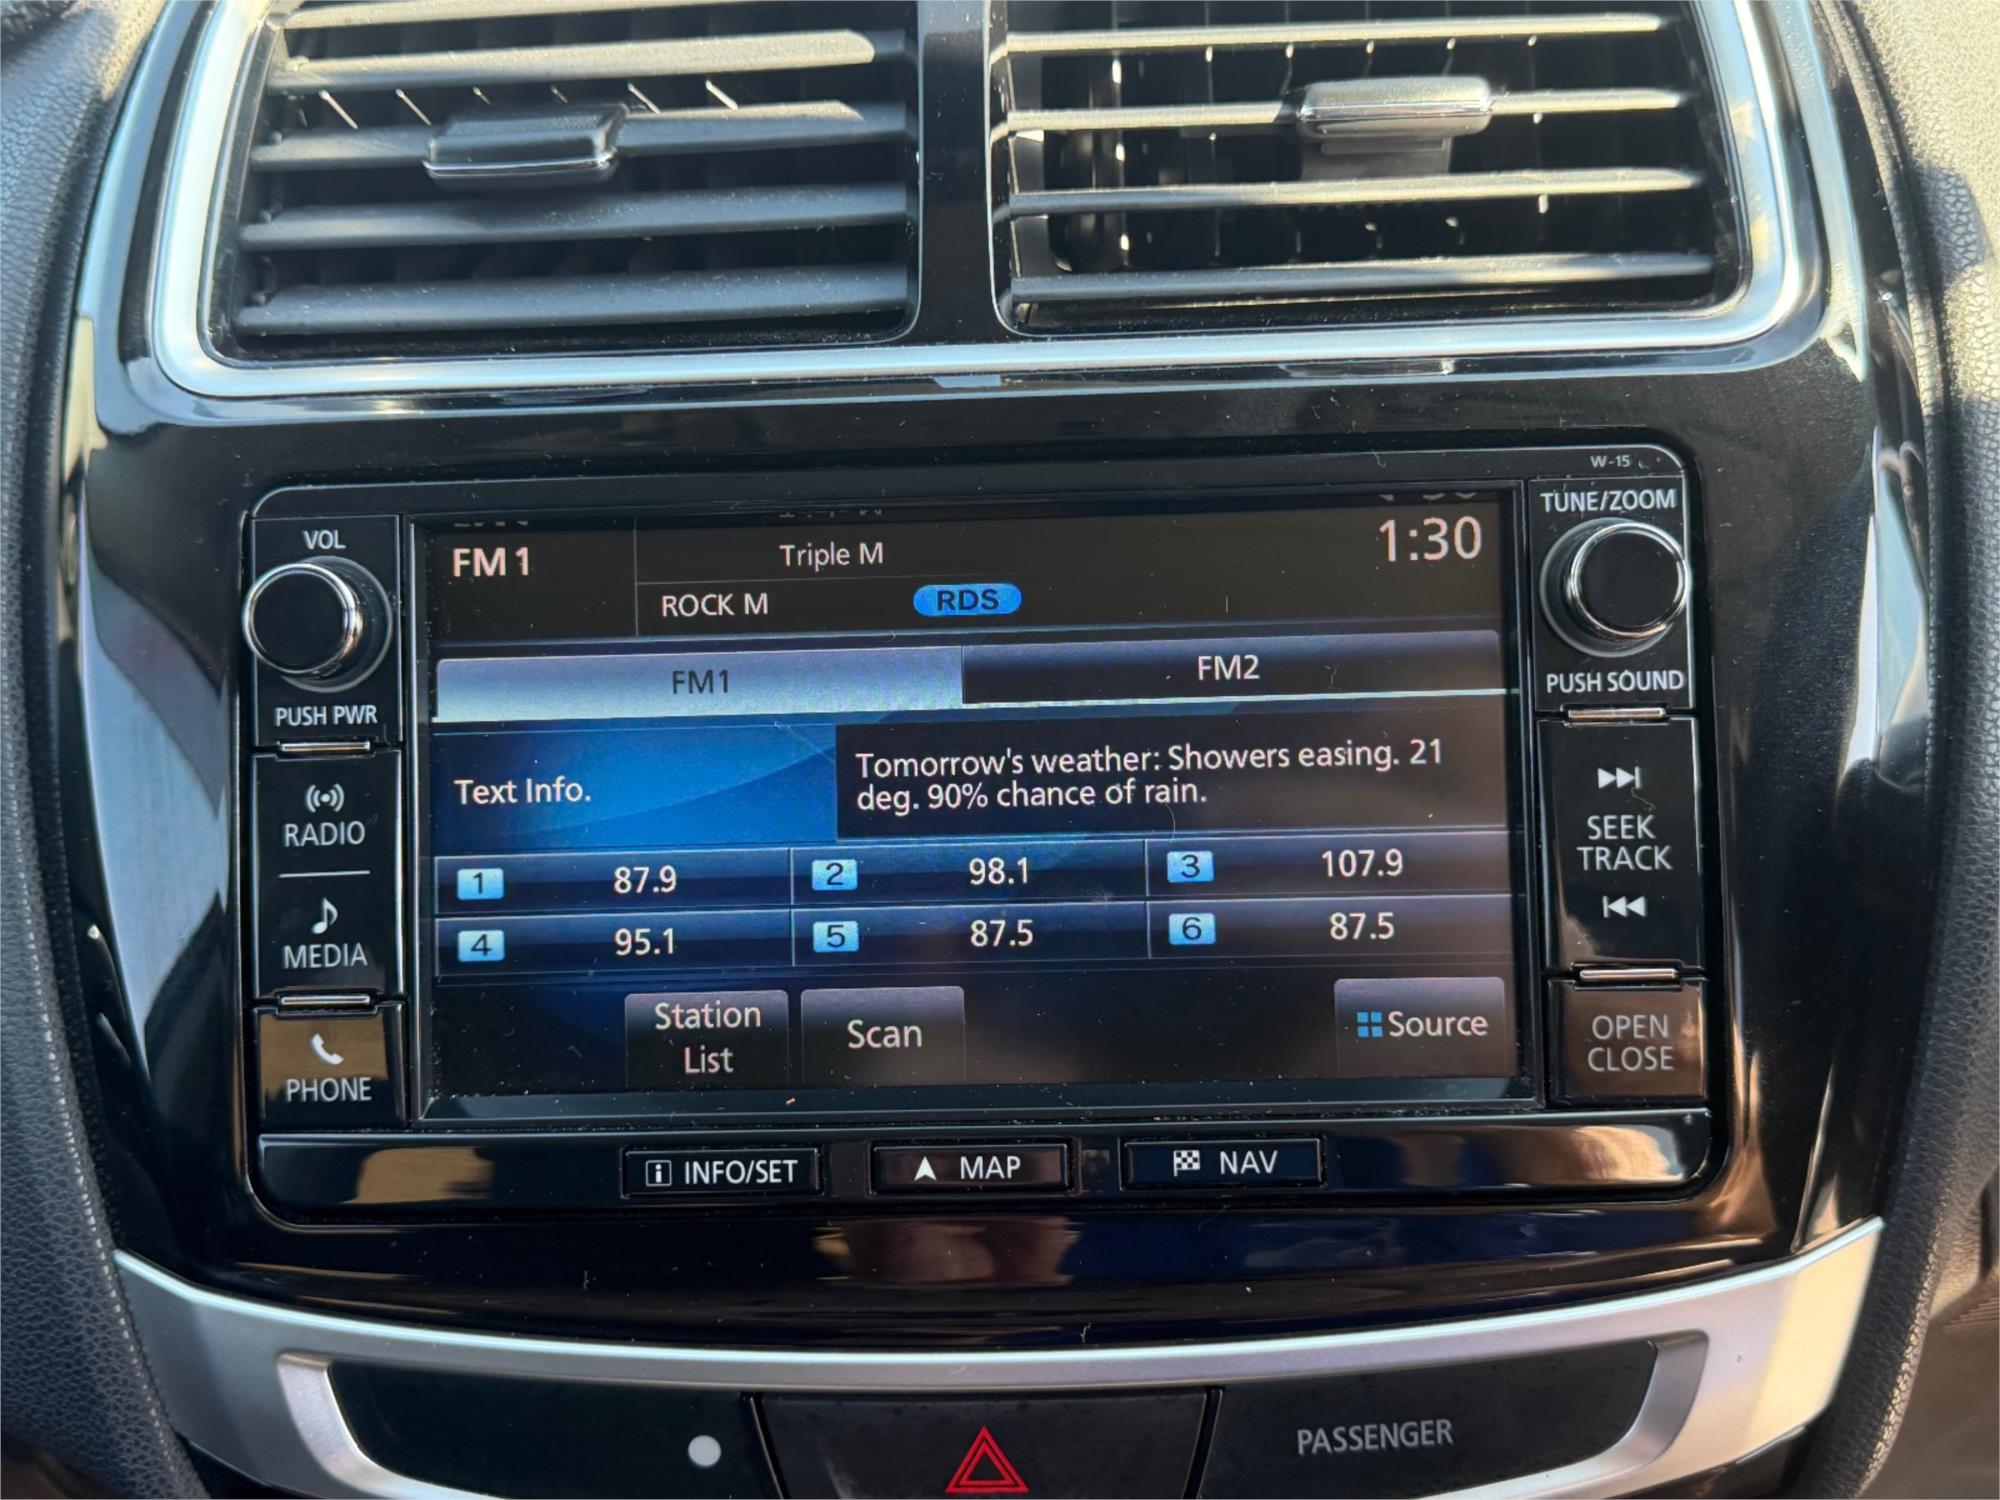 W-15
VOL
TUNE/ZOOM
FM 1
Triple M
1:30
ROCK M
RDS
PUSH PWR
FM1
FM2
PUSH SOUND
Text Info.
Tomorrow's weather: Showers easing. 21
deg. 90% chance of rain.
RADIO
SEEK
TRACK
1 87.9
2 98.1
3 107.9
4 95.1
5 87.5
6 87.5
MEDIA
Station
List
Scan
Source
OPEN
CLOSE
PHONE
i INFO/SET
MAP
NAV
PASSENGER